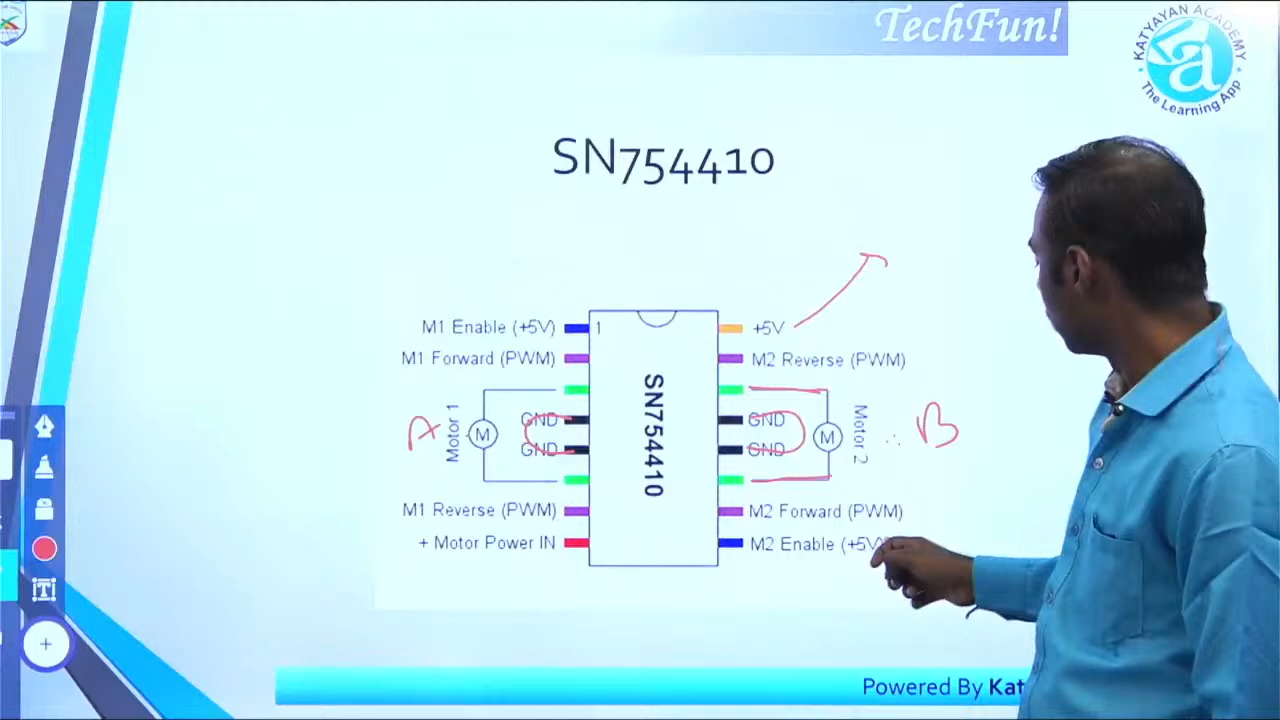 TechFun!
KATYAYAN ACADEMY
The Learning App
SN754410
M1 Enable (+5V)
1
+5V
M1 Forward (PWM)
M2 Reverse (PWM)
A
Motor 1
M
GND
GND
SN754410
GND
GND
M
Motor 2
B
M1 Reverse (PWM)
M2 Forward (PWM)
+ Motor Power IN
M2 Enable (+5V
T
+
Powered By Kat